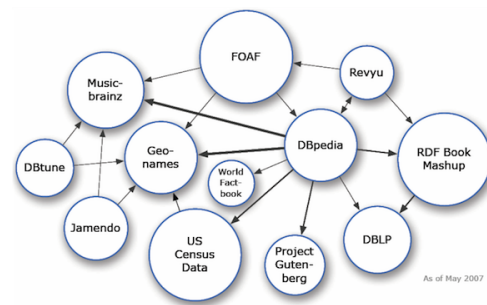 FOAF
Music-
brainz
Revyu
DBpedia
Geo-
names
RDF Book
Mashup
DBtune
World
Fact-
book
Jamendo
US
Census
Data
Project
Guten-
berg
DBLP
As of May 2007